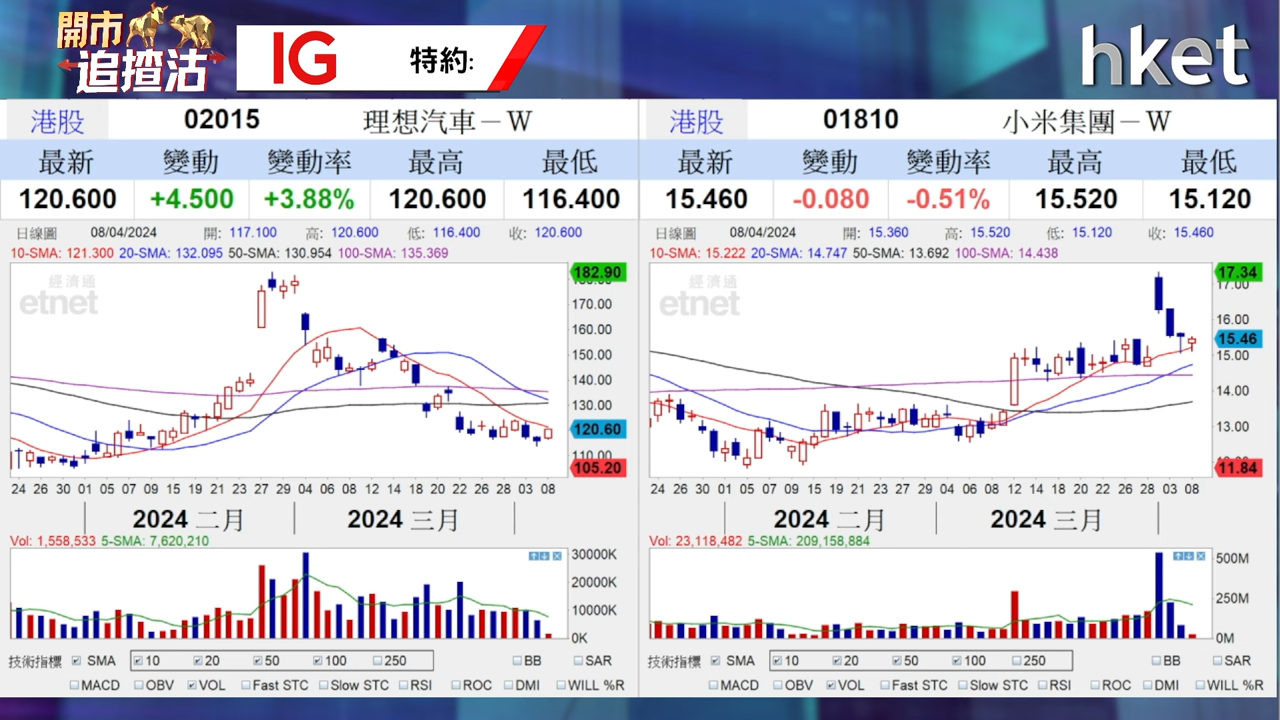 開市
追揸沽
IG 特約:
hket
港股 02015 理想汽車－W
最新 變動 變動率 最高 最低
120.600 +4.500 +3.88% 120.600 116.400
日線圖 08/04/2024 開: 117.100 高: 120.600 低: 116.400 收: 120.600
10-SMA: 121.300 20-SMA: 132.095 50-SMA: 130.954 100-SMA: 135.369
經濟通
etnet
182.90
170.00
160.00
150.00
140.00
130.00
120.60
110.00
105.20
24 26 30 01 05 07 09 15 19 21 23 27 29 04 06 08 12 14 18 20 22 26 28 03 08
2024 二月 2024 三月
Vol: 1,558,533 5-SMA: 7,620,210
30000K
20000K
10000K
0K
技術指標 SMA 10 20 50 100 250 BB SAR
MACD OBV VOL Fast STC Slow STC RSI ROC DMI WILL %R
港股 01810 小米集團－W
最新 變動 變動率 最高 最低
15.460 -0.080 -0.51% 15.520 15.120
日線圖 08/04/2024 開: 15.360 高: 15.520 低: 15.120 收: 15.460
10-SMA: 15.222 20-SMA: 14.747 50-SMA: 13.692 100-SMA: 14.438
經濟通
etnet
17.34
17.00
16.00
15.46
15.00
14.00
13.00
11.84
24 26 30 01 05 07 09 15 19 21 23 27 29 04 06 08 12 14 18 20 22 26 28 03 08
2024 二月 2024 三月
Vol: 23,118,482 5-SMA: 209,158,884
500M
250M
0M
技術指標 SMA 10 20 50 100 250 BB SAR
MACD OBV VOL Fast STC Slow STC RSI ROC DMI WILL %R